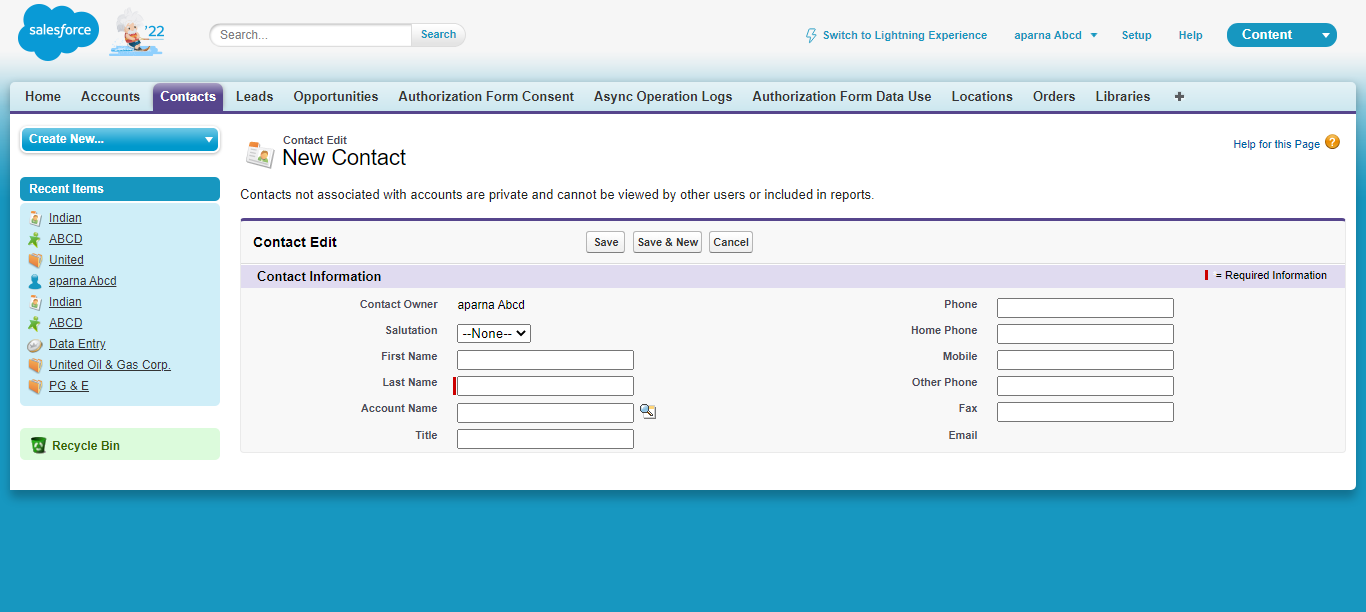 salesforce
'22
Search...
Search
Switch to Lightning Experience
aparna Abcd
Setup
Help
Content
Home
Accounts
Contacts
Leads
Opportunities
Authorization Form Consent
Async Operation Logs
Authorization Form Data Use
Locations
Orders
Libraries
Create New...
Recent Items
Indian
ABCD
United
aparna Abcd
Indian
ABCD
Data Entry
United Oil & Gas Corp.
PG & E
Recycle Bin
Contact Edit
New Contact
Help for this Page
Contacts not associated with accounts are private and cannot be viewed by other users or included in reports.
Contact Edit
Save
Save & New
Cancel
Contact Information
= Required Information
Contact Owner
aparna Abcd
Salutation
--None--
First Name
Last Name
Account Name
Title
Phone
Home Phone
Mobile
Other Phone
Fax
Email